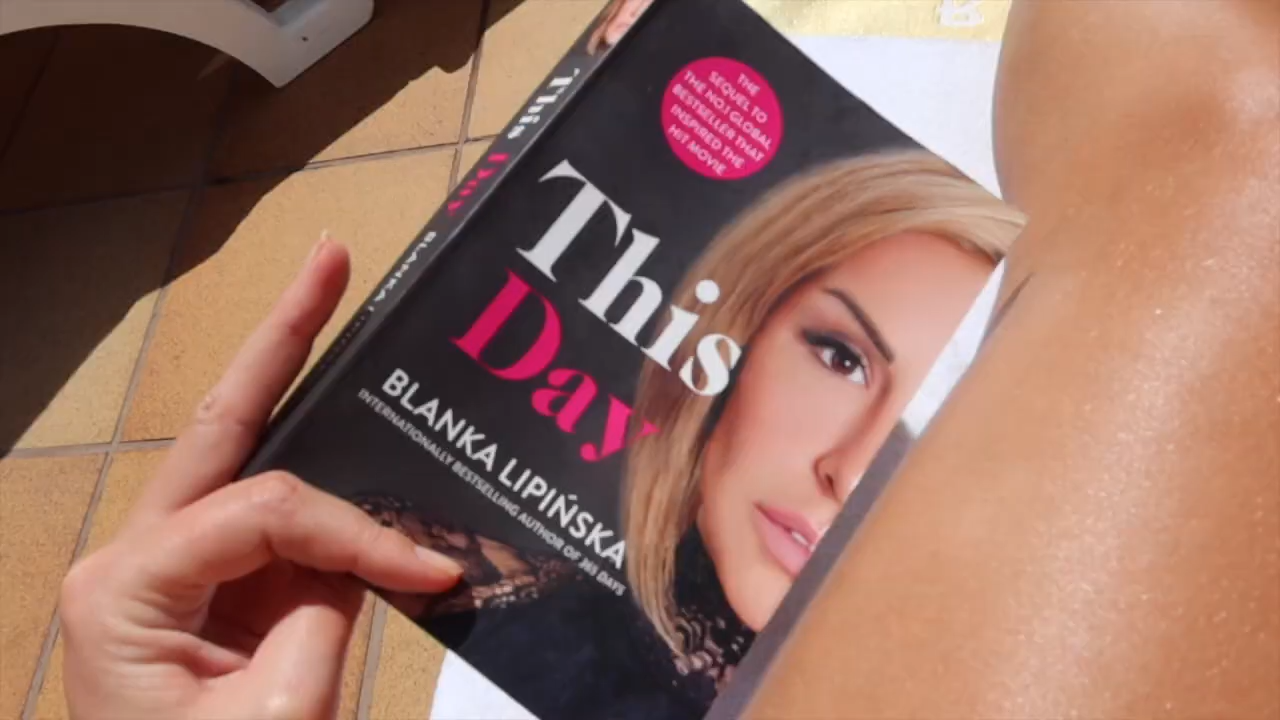 THE
SEQUEL TO
THE NO.1 GLOBAL
BESTSELLER THAT
INSPIRED THE
HIT MOVIE
This
Day
BLANKA LIPIŃSKA
INTERNATIONALLY BESTSELLING AUTHOR OF 365 DAYS
This Day BLANKA